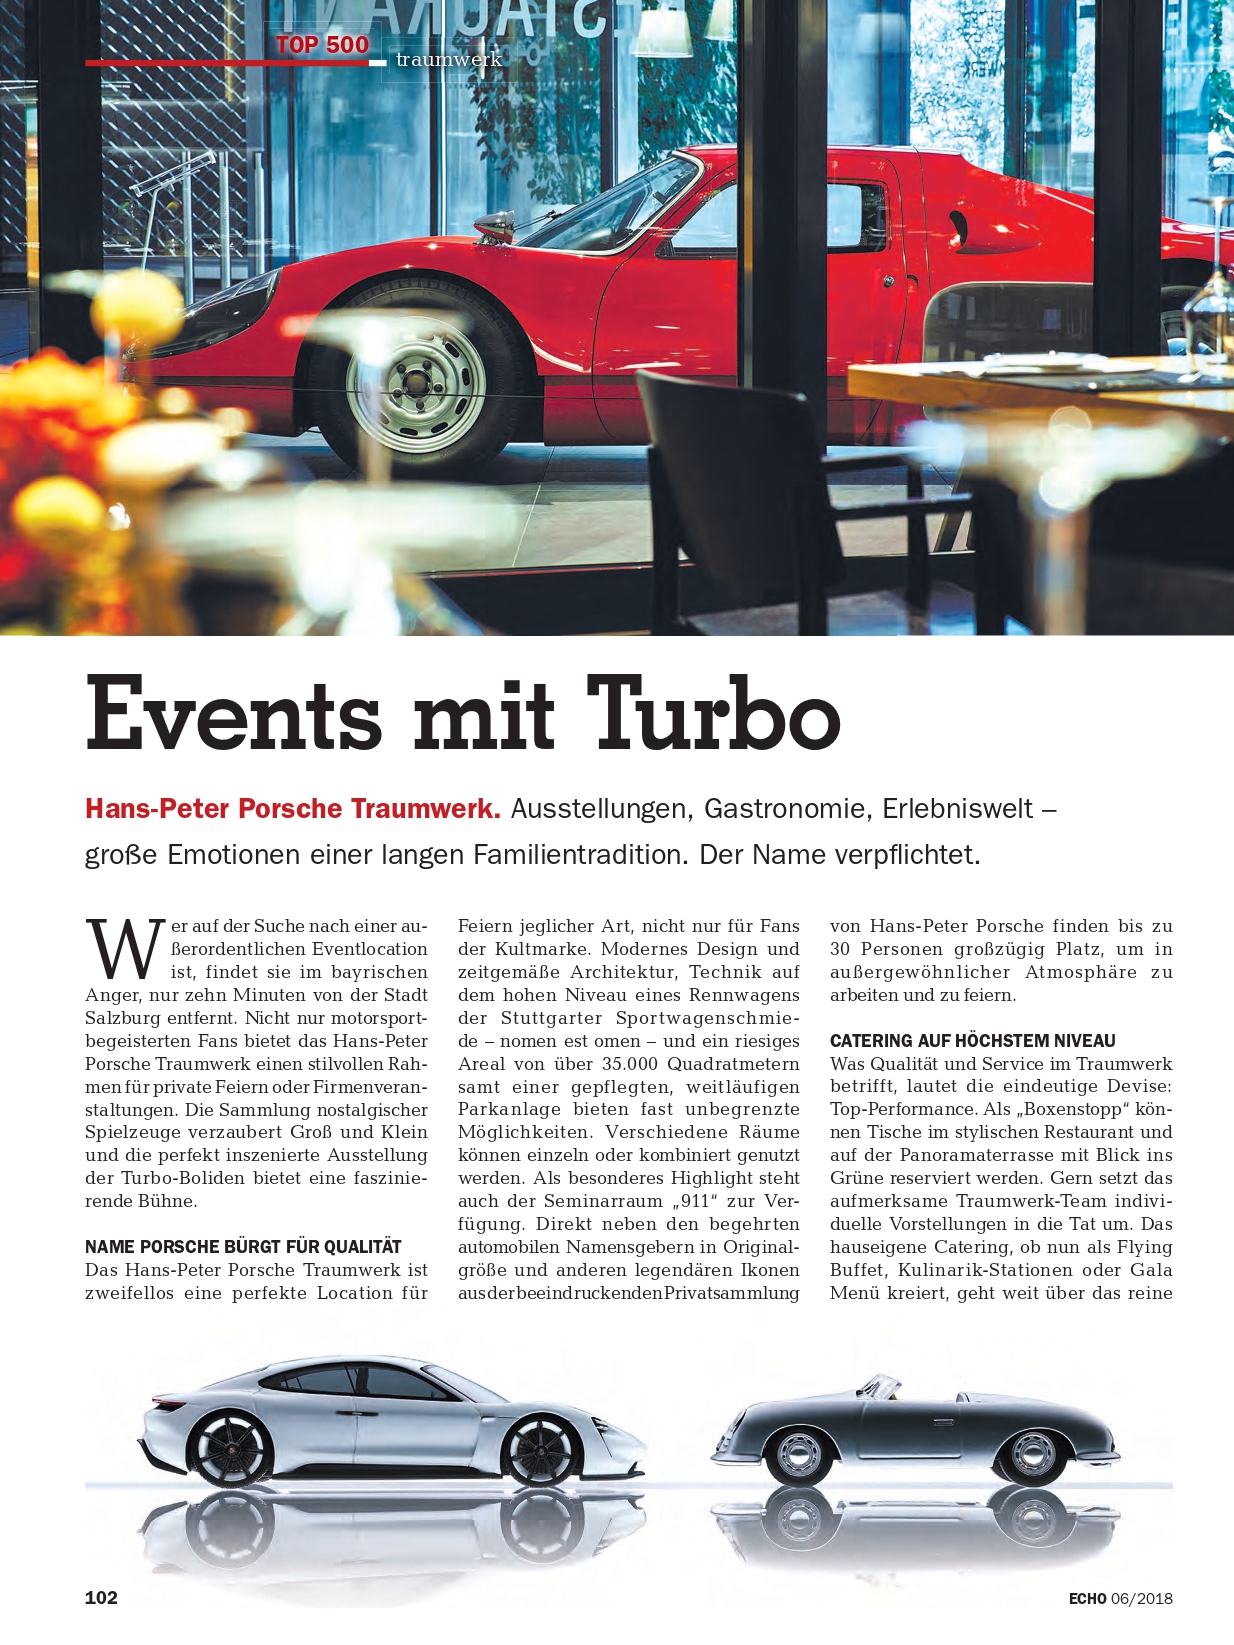 TOP 500
traumwerk
Events mit Turbo
Hans-Peter Porsche Traumwerk. Ausstellungen, Gastronomie, Erlebniswelt –
große Emotionen einer langen Familientradition. Der Name verpflichtet.
Wer auf der Suche nach einer au-
ßerordentlichen Eventlocation
ist, findet sie im bayrischen
Anger, nur zehn Minuten von der Stadt
Salzburg entfernt. Nicht nur motorsport-
begeisterten Fans bietet das Hans-Peter
Porsche Traumwerk einen stilvollen Rah-
men für private Feiern oder Firmenveran-
staltungen. Die Sammlung nostalgischer
Spielzeuge verzaubert Groß und Klein
und die perfekt inszenierte Ausstellung
der Turbo-Boliden bietet eine faszinie-
rende Bühne.
NAME PORSCHE BÜRGT FÜR QUALITÄT
Das Hans-Peter Porsche Traumwerk ist
zweifellos eine perfekte Location für
Feiern jeglicher Art, nicht nur für Fans
der Kultmarke. Modernes Design und
zeitgemäße Architektur, Technik auf
dem hohen Niveau eines Rennwagens
der Stuttgarter Sportwagenschmie-
de – nomen est omen – und ein riesiges
Areal von über 35.000 Quadratmetern
samt einer gepflegten, weitläufigen
Parkanlage bieten fast unbegrenzte
Möglichkeiten. Verschiedene Räume
können einzeln oder kombiniert genutzt
werden. Als besonderes Highlight steht
auch der Seminarraum „911“ zur Ver-
fügung. Direkt neben den begehrten
automobilen Namensgebern in Original-
größe und anderen legendären Ikonen
aus der beeindruckenden Privatsammlung
von Hans-Peter Porsche finden bis zu
30 Personen großzügig Platz, um in
außergewöhnlicher Atmosphäre zu
arbeiten und zu feiern.
CATERING AUF HÖCHSTEM NIVEAU
Was Qualität und Service im Traumwerk
betrifft, lautet die eindeutige Devise:
Top-Performance. Als „Boxenstopp“ kön-
nen Tische im stylischen Restaurant und
auf der Panoramaterrasse mit Blick ins
Grüne reserviert werden. Gern setzt das
aufmerksame Traumwerk-Team indivi-
duelle Vorstellungen in die Tat um. Das
hauseigene Catering, ob nun als Flying
Buffet, Kulinarik-Stationen oder Gala
Menü kreiert, geht weit über das reine
102
ECHO 06/2018